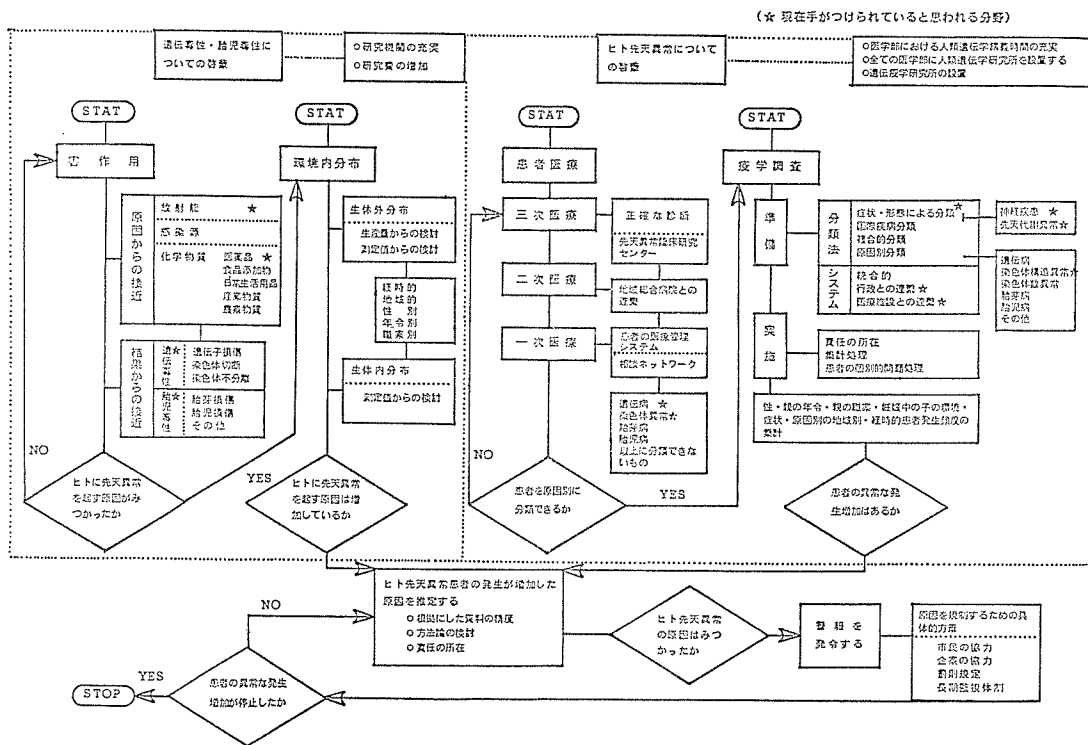 (☆ 現在手がつけられていると思われる分野)
遺伝毒性・胎児毒性に
ついての啓蒙
○研究機関の充実
○研究費の増加
ヒト先天異常について
の啓蒙
○医学部における人類遺伝学講義時間の充実
○全ての医学部に人類遺伝学研究所を設置する
○遺伝疫学研究所の設置
STAT
害作用
原因からの接近
放射能 ☆
感染源
化学物質
医薬品 ☆
食品添加物
日常生活用品
産業物質
農薬物質
結果からの接近
遺伝毒性 ☆
遺伝子損傷
染色体切断
染色体不分離
胎児毒性 ☆
胎芽損傷
胎児損傷
その他
NO
ヒトに先天異常
を起す原因がみ
つかったか
STAT
環境内分布
生体外分布
生産量からの検討
測定値からの検討
経時的
地域的
性別
年令別
職業別
生体内分布
測定値からの検討
YES
ヒトに先天異常
を起す原因は増
加しているか
STAT
患者医療
三次医療
正確な診断
先天異常臨床研究
センター
二次医療
地域総合病院との
連繫
一次医療
患者の医療管理
システム
相談ネットワーク
遺伝病 ☆
染色体異常 ☆
胎芽病
胎児病
以上に分類できな
いもの
NO
患者を原因別に
分類できるか
YES
STAT
疫学調査
準備
分類法
症状・形態による分類 ☆
国際疾病分類
複合的分類
原因別分類
神経疾患 ☆
先天代謝異常 ☆
遺伝病
染色体構造異常 ☆
染色体数異常
胎芽病
胎児病
その他
システム
統合的
行政との連繫 ☆
医療施設との連繫 ☆
実施
責任の所在
集計処理
患者の個別的問題処理
性・親の年令・親の職業・妊娠中の子の環境・
症状・原因別の地域別・経時的患者発生頻度の
集計
患者の異常な発
生増加はあるか
ヒト先天異常患者の発生が増加した
原因を推定する
○ 根拠にした資料の精度
○ 方法論の検討
○ 責任の所在
ヒト先天異常
の原因はみつ
かったか
警報を
発令する
原因を規制するための具
体的方策
市民の協力
企業の協力
罰則規定
長期監視体制
NO
患者の異常な発生
増加が停止したか
YES
STOP